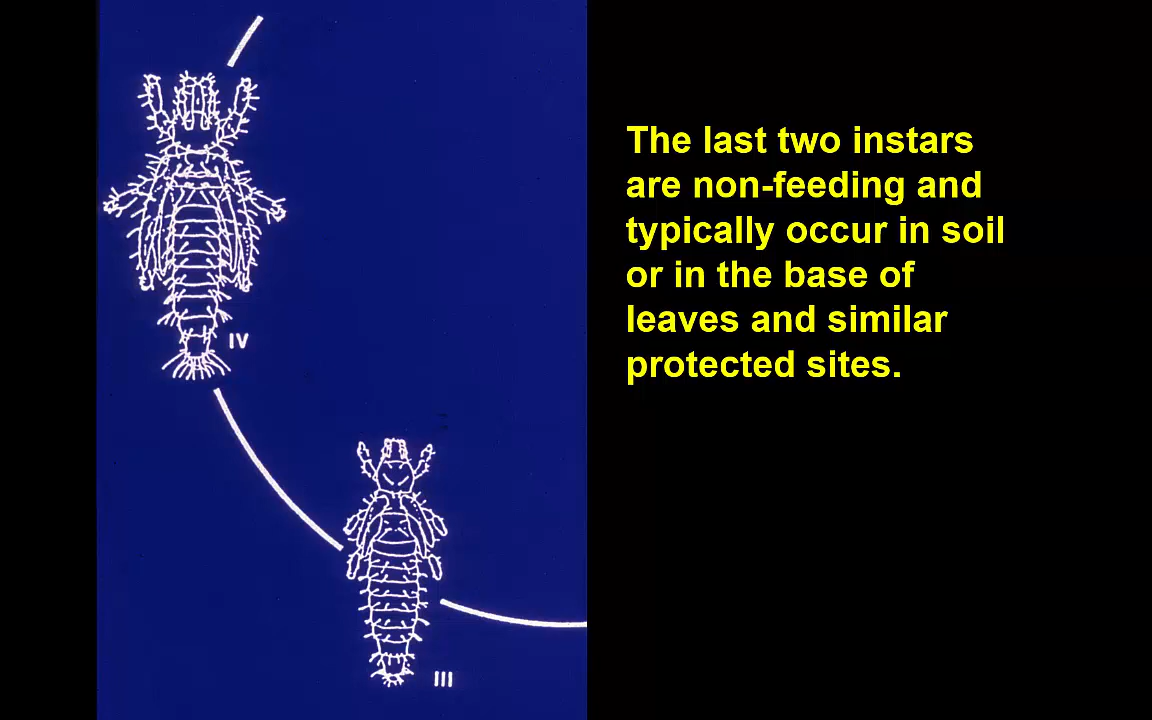 The last two instars
are non-feeding and
typically occur in soil
or in the base of
leaves and similar
protected sites.
IV
III